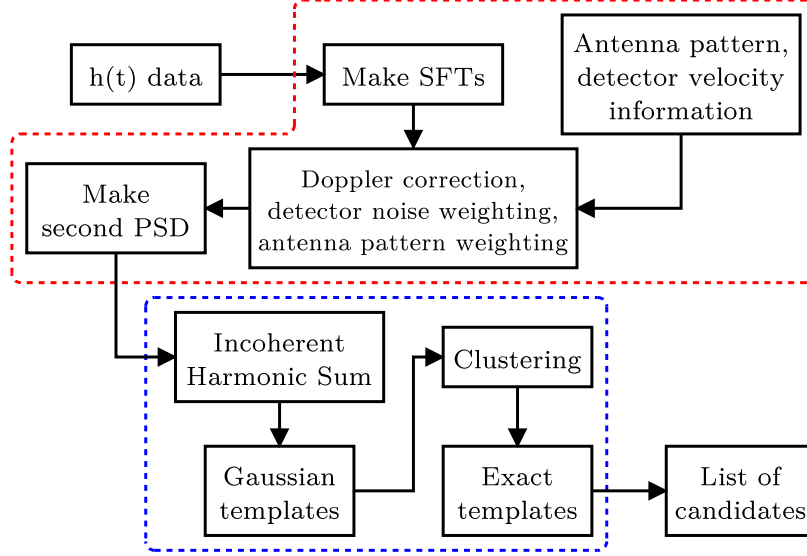 h(t) data
Make SFTs
Antenna pattern,
detector velocity
information
Make
second PSD
Doppler correction,
detector noise weighting,
antenna pattern weighting
Incoherent
Harmonic Sum
Clustering
Gaussian
templates
Exact
templates
List of
candidates